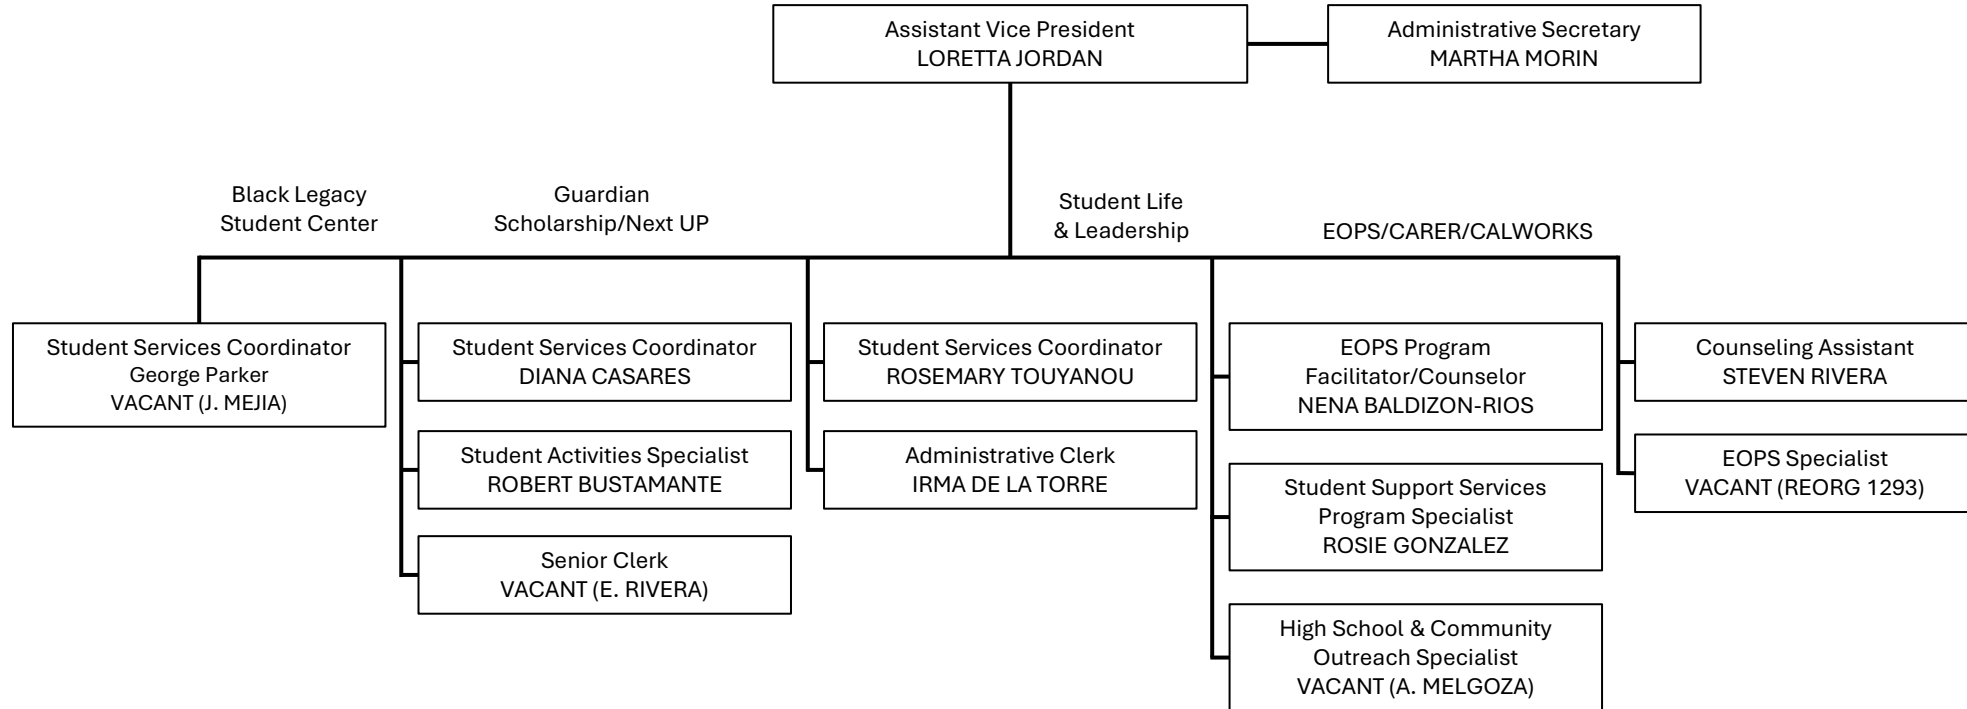 Assistant Vice President
LORETTA JORDAN
Administrative Secretary
MARTHA MORIN
Black Legacy
Student Center
Guardian
Scholarship/Next UP
Student Life
& Leadership
EOPS/CARER/CALWORKS
Student Services Coordinator
George Parker
VACANT (J. MEJIA)
Student Services Coordinator
DIANA CASARES
Student Activities Specialist
ROBERT BUSTAMANTE
Senior Clerk
VACANT (E. RIVERA)
Student Services Coordinator
ROSEMARY TOUYANOU
Administrative Clerk
IRMA DE LA TORRE
EOPS Program
Facilitator/Counselor
NENA BALDIZON-RIOS
Student Support Services
Program Specialist
ROSIE GONZALEZ
High School & Community
Outreach Specialist
VACANT (A. MELGOZA)
Counseling Assistant
STEVEN RIVERA
EOPS Specialist
VACANT (REORG 1293)